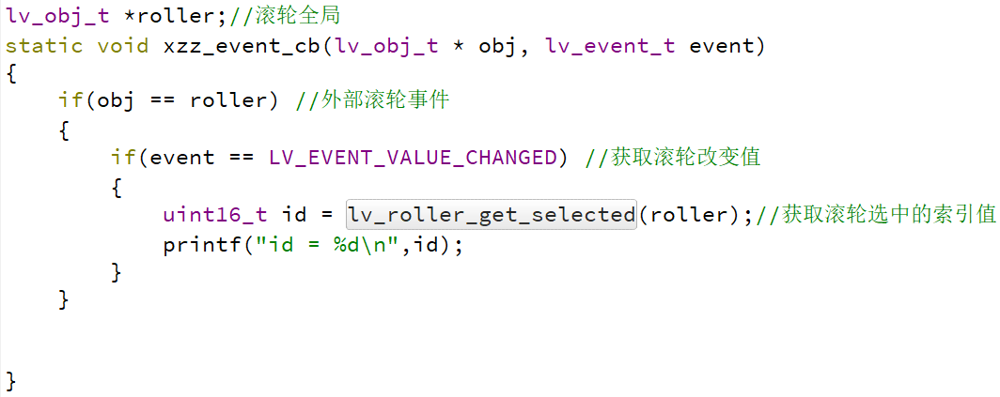 lv_obj_t *roller;//滚轮全局
static void xzz_event_cb(lv_obj_t * obj, lv_event_t event)
{
    if(obj == roller) //外部滚轮事件
    {
        if(event == LV_EVENT_VALUE_CHANGED) //获取滚轮改变值
        {
            uint16_t id = lv_roller_get_selected(roller);//获取滚轮选中的索引值
            printf("id = %d\n",id);
        }
    }
}